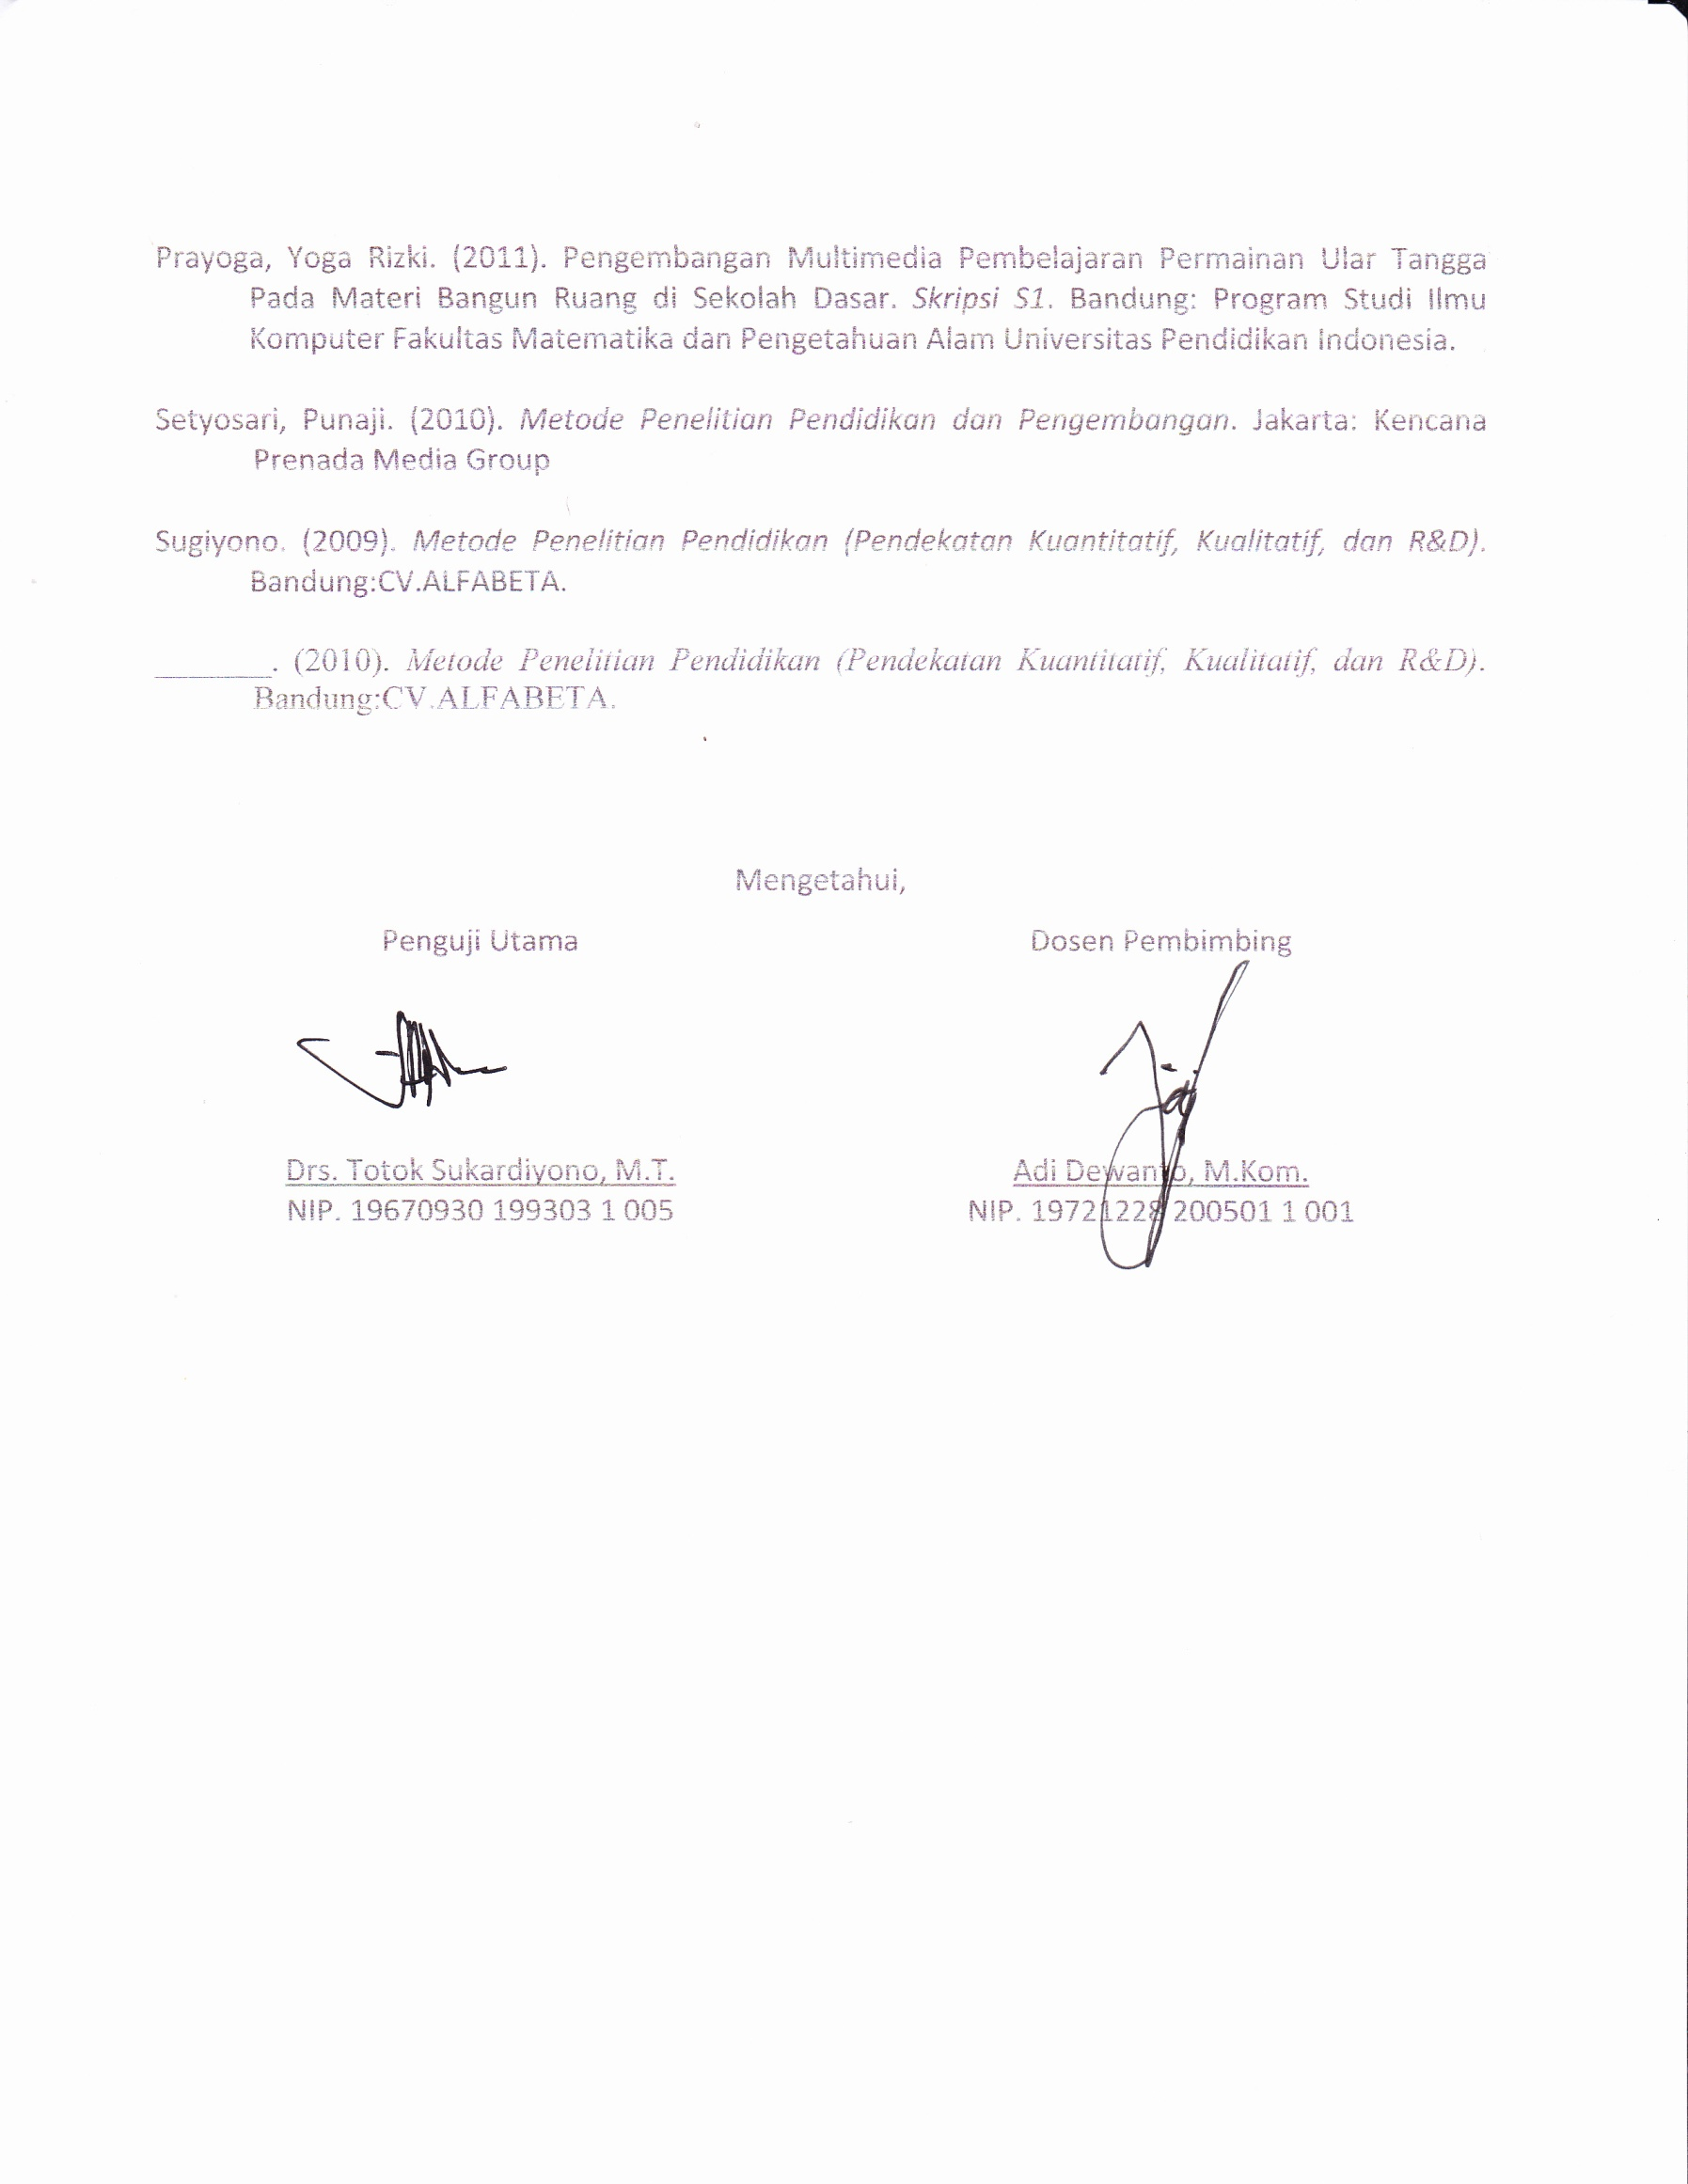 Prayoga, Yoga Rizki. (2011). Pengembangan Multimedia Pembelajaran Permainan Ular Tangga
Pada Materi Bangun Ruang di Sekolah Dasar. Skripsi S1. Bandung: Program Studi Ilmu
Komputer Fakultas Matematika dan Pengetahuan Alam Universitas Pendidikan Indonesia.
Setyosari, Punaji. (2010). Metode Penelitian Pendidikan dan Pengembangan. Jakarta: Kencana
Prenada Media Group
Sugiyono. (2009). Metode Penelitian Pendidikan (Pendekatan Kuantitatif, Kualitatif, dan R&D).
Bandung:CV.ALFABETA.
________. (2010). Metode Penelitian Pendidikan (Pendekatan Kuantitatif, Kualitatif, dan R&D).
Bandung:CV.ALFABETA.
Mengetahui,
Penguji Utama Dosen Pembimbing
Drs. Totok Sukardiyono, M.T. Adi Dewanto, M.Kom.
NIP. 19670930 199303 1 005 NIP. 19721228 200501 1 001